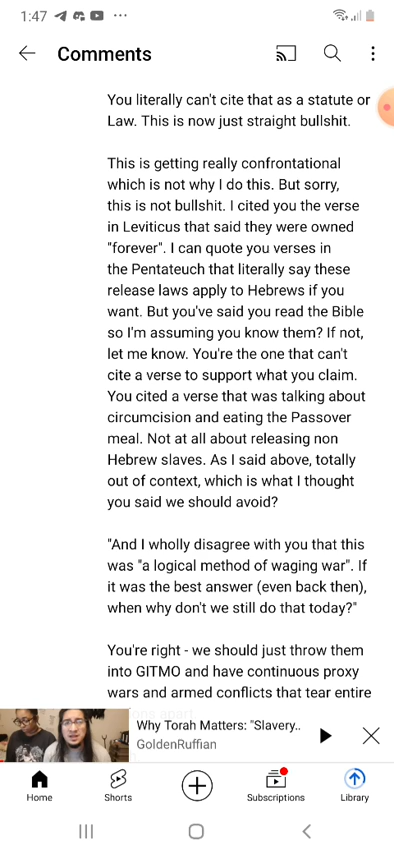 1:47
Comments
You literally can't cite that as a statute or
Law. This is now just straight bullshit.
This is getting really confrontational
which is not why I do this. But sorry,
this is not bullshit. I cited you the verse
in Leviticus that said they were owned
"forever". I can quote you verses in
the Pentateuch that literally say these
release laws apply to Hebrews if you
want. But you've said you read the Bible
so I'm assuming you know them? If not,
let me know. You're the one that can't
cite a verse to support what you claim.
You cited a verse that was talking about
circumcision and eating the Passover
meal. Not at all about releasing non
Hebrew slaves. As I said above, totally
out of context, which is what I thought
you said we should avoid?
"And I wholly disagree with you that this
was "a logical method of waging war". If
it was the best answer (even back then),
when why don't we still do that today?"
You're right - we should just throw them
into GITMO and have continuous proxy
wars and armed conflicts that tear entire
Why Torah Matters: "Slavery..
GoldenRuffian
Home
Shorts
Subscriptions
Library